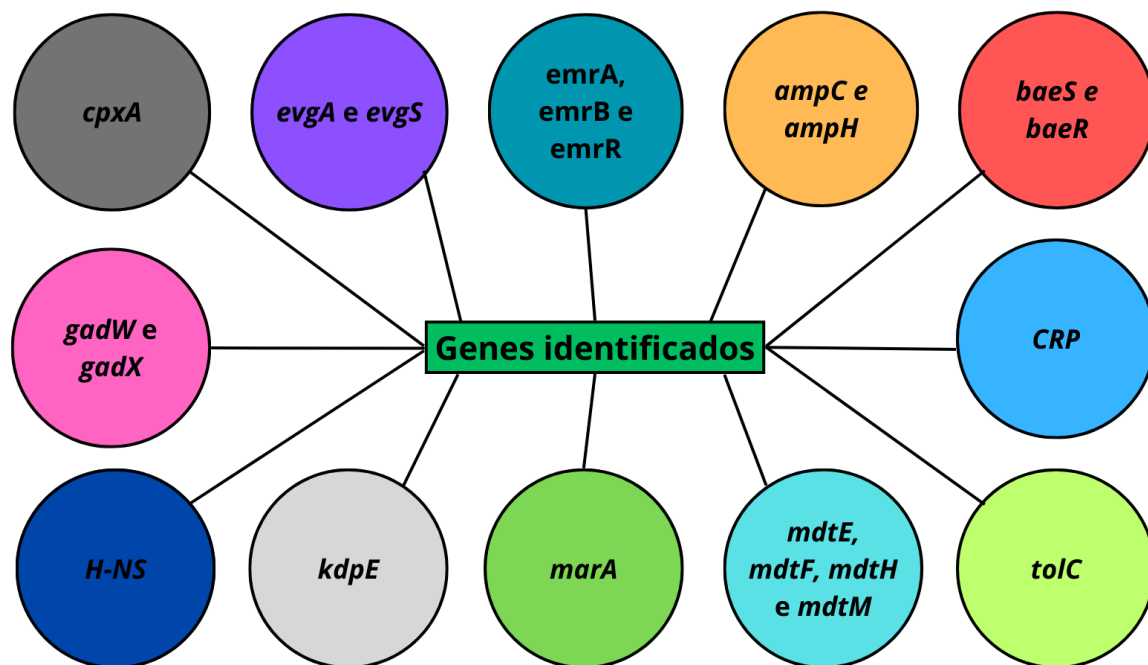 cpxA
evgA e evgS
emrA,
emrB e
emrR
ampC e
ampH
baeS e
baeR
gadW e
gadX
Genes identificados
CRP
H-NS
kdpE
marA
mdtE,
mdtF, mdtH
e mdtM
tolC